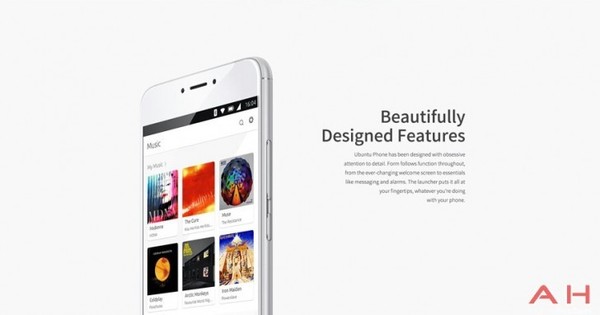 16:04
Music
My Music
Beautifully
Designed Features
Ubuntu Phone has been designed with obsessive
attention to detail. Form follows function throughout,
from the ever-changing welcome screen to essentials
like messaging and alarms. The launcher puts it all at
your fingertips, whatever you're doing
with your phone.
MDNA
Madonna
The Cure
Muse
The Resistance
Coldplay
Arctic Monkeys
Iron Maiden
Powerslave
AH